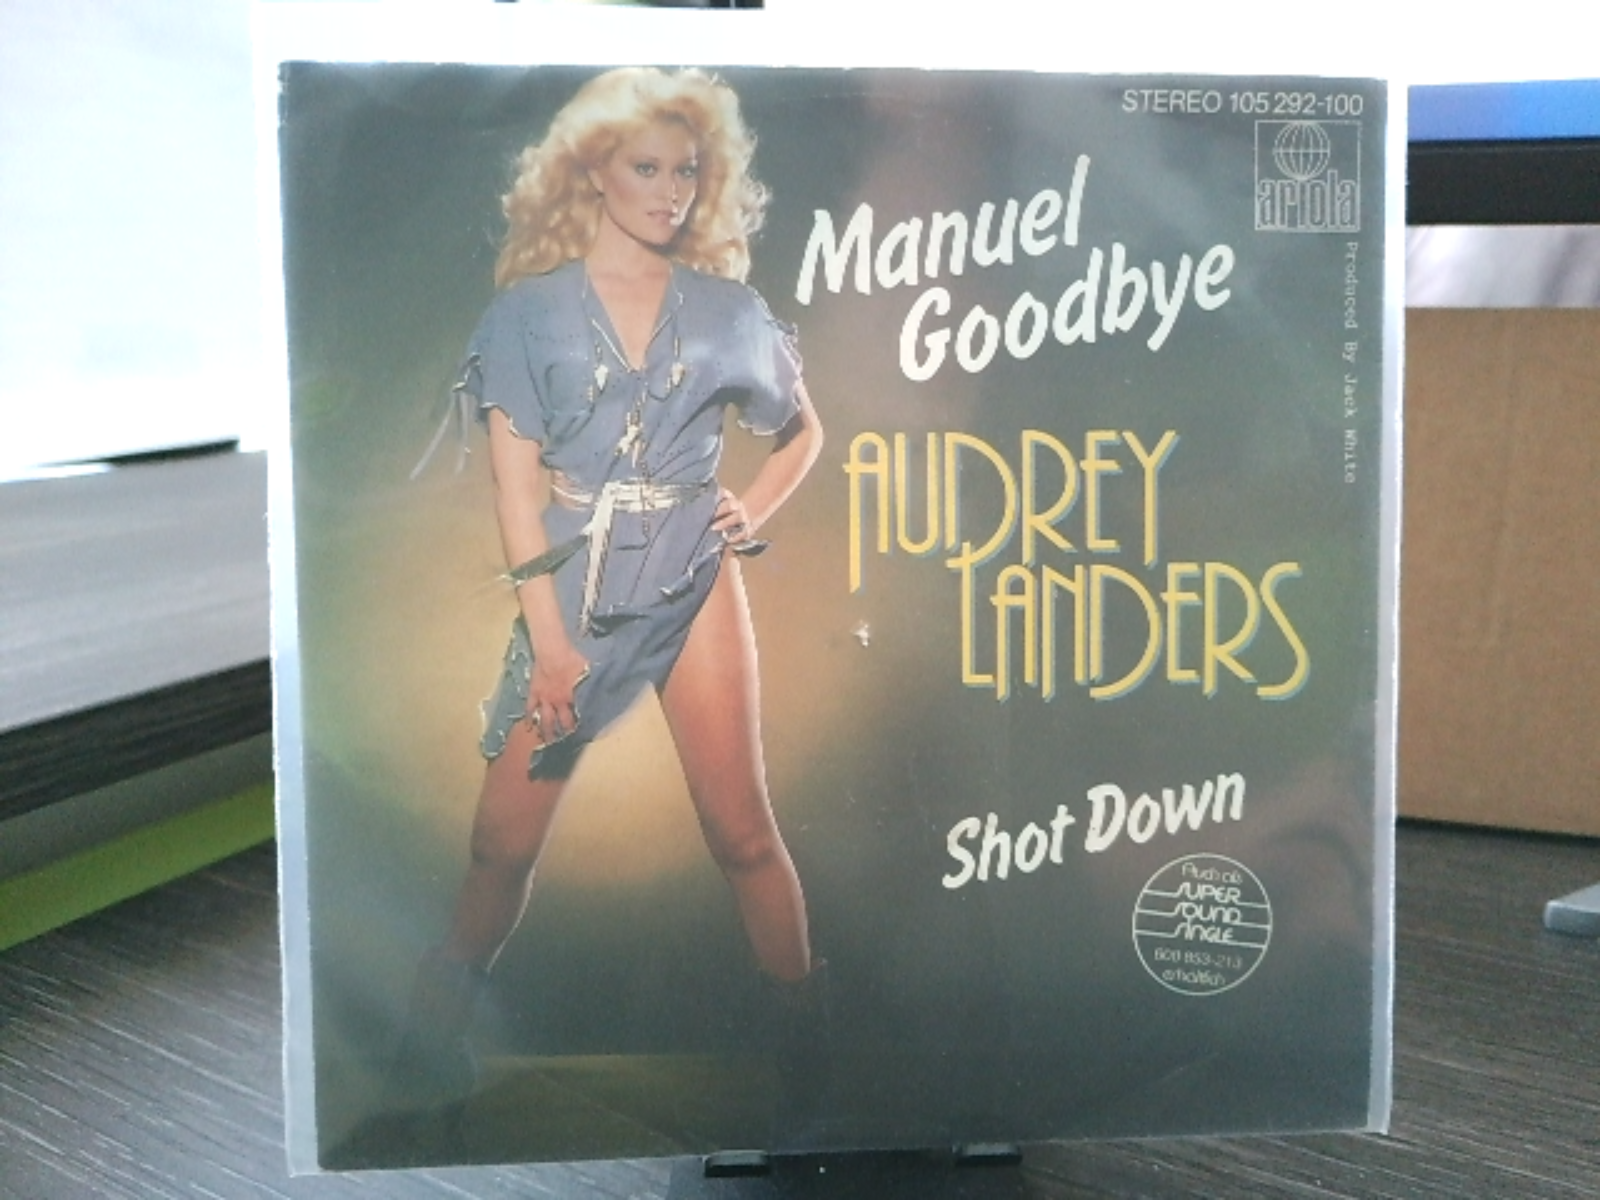 STEREO 105 292-100
ariola
Produced By Jack White
Manuel
Goodbye
AUDREY
LANDERS
Shot Down
Auch als
SUPER
SOUND
SINGLE
600 853-213
erhältlich